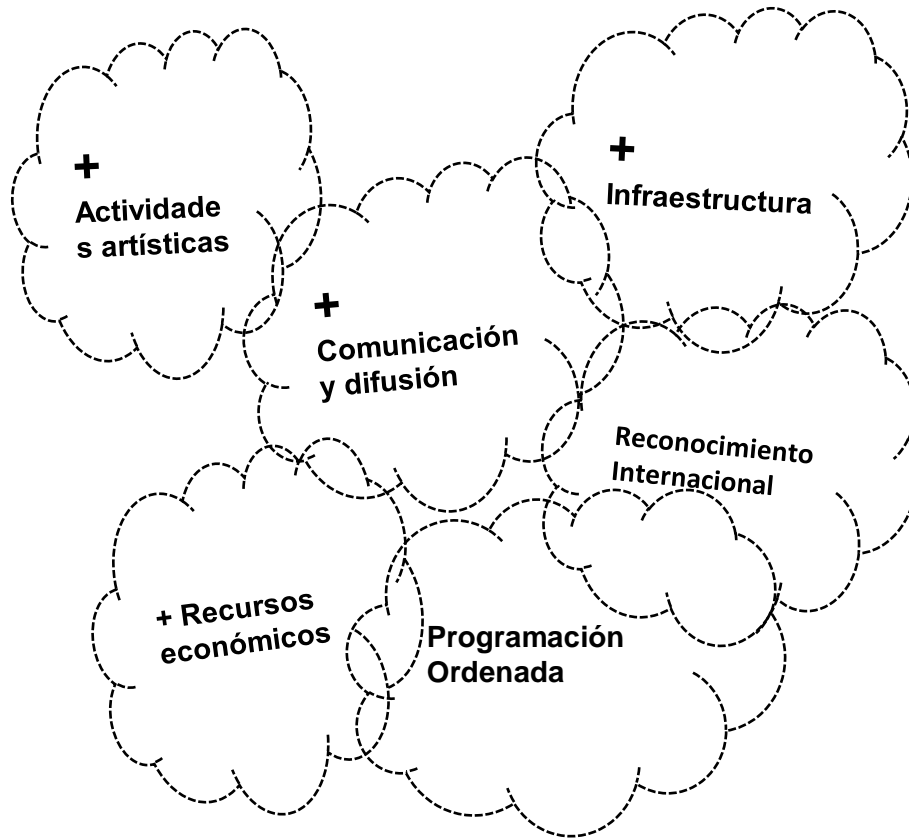 +
Actividade
s artísticas
+
Infraestructura
+
Comunicación
y difusión
Reconocimiento
Internacional
+ Recursos
económicos
Programación
Ordenada